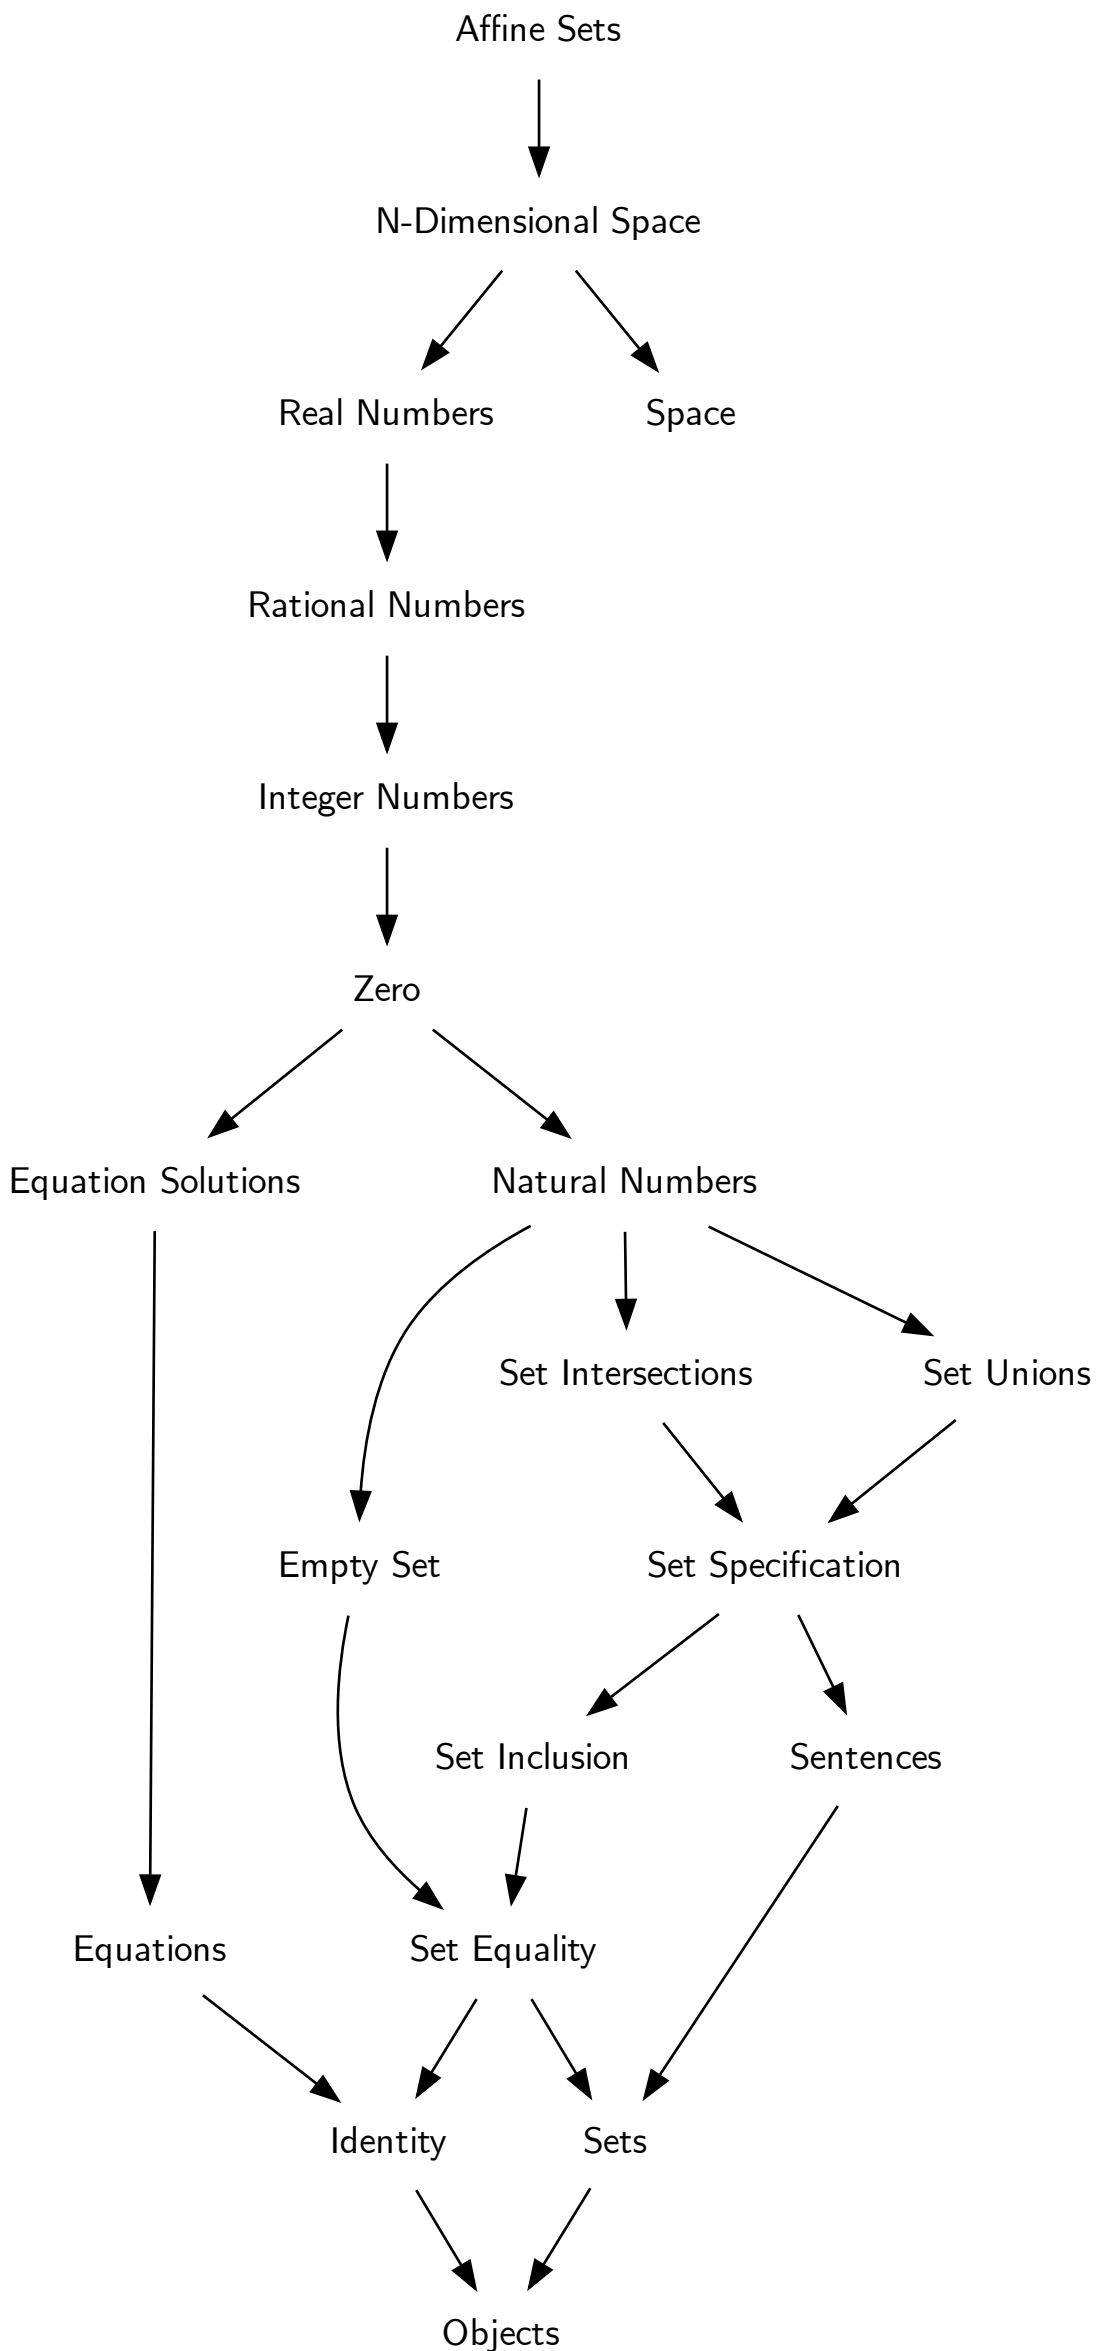 Affine Sets
N-Dimensional Space
Real Numbers
Space
Rational Numbers
Integer Numbers
Zero
Equation Solutions
Natural Numbers
Set Intersections
Set Unions
Empty Set
Set Specification
Set Inclusion
Sentences
Equations
Set Equality
Identity
Sets
Objects